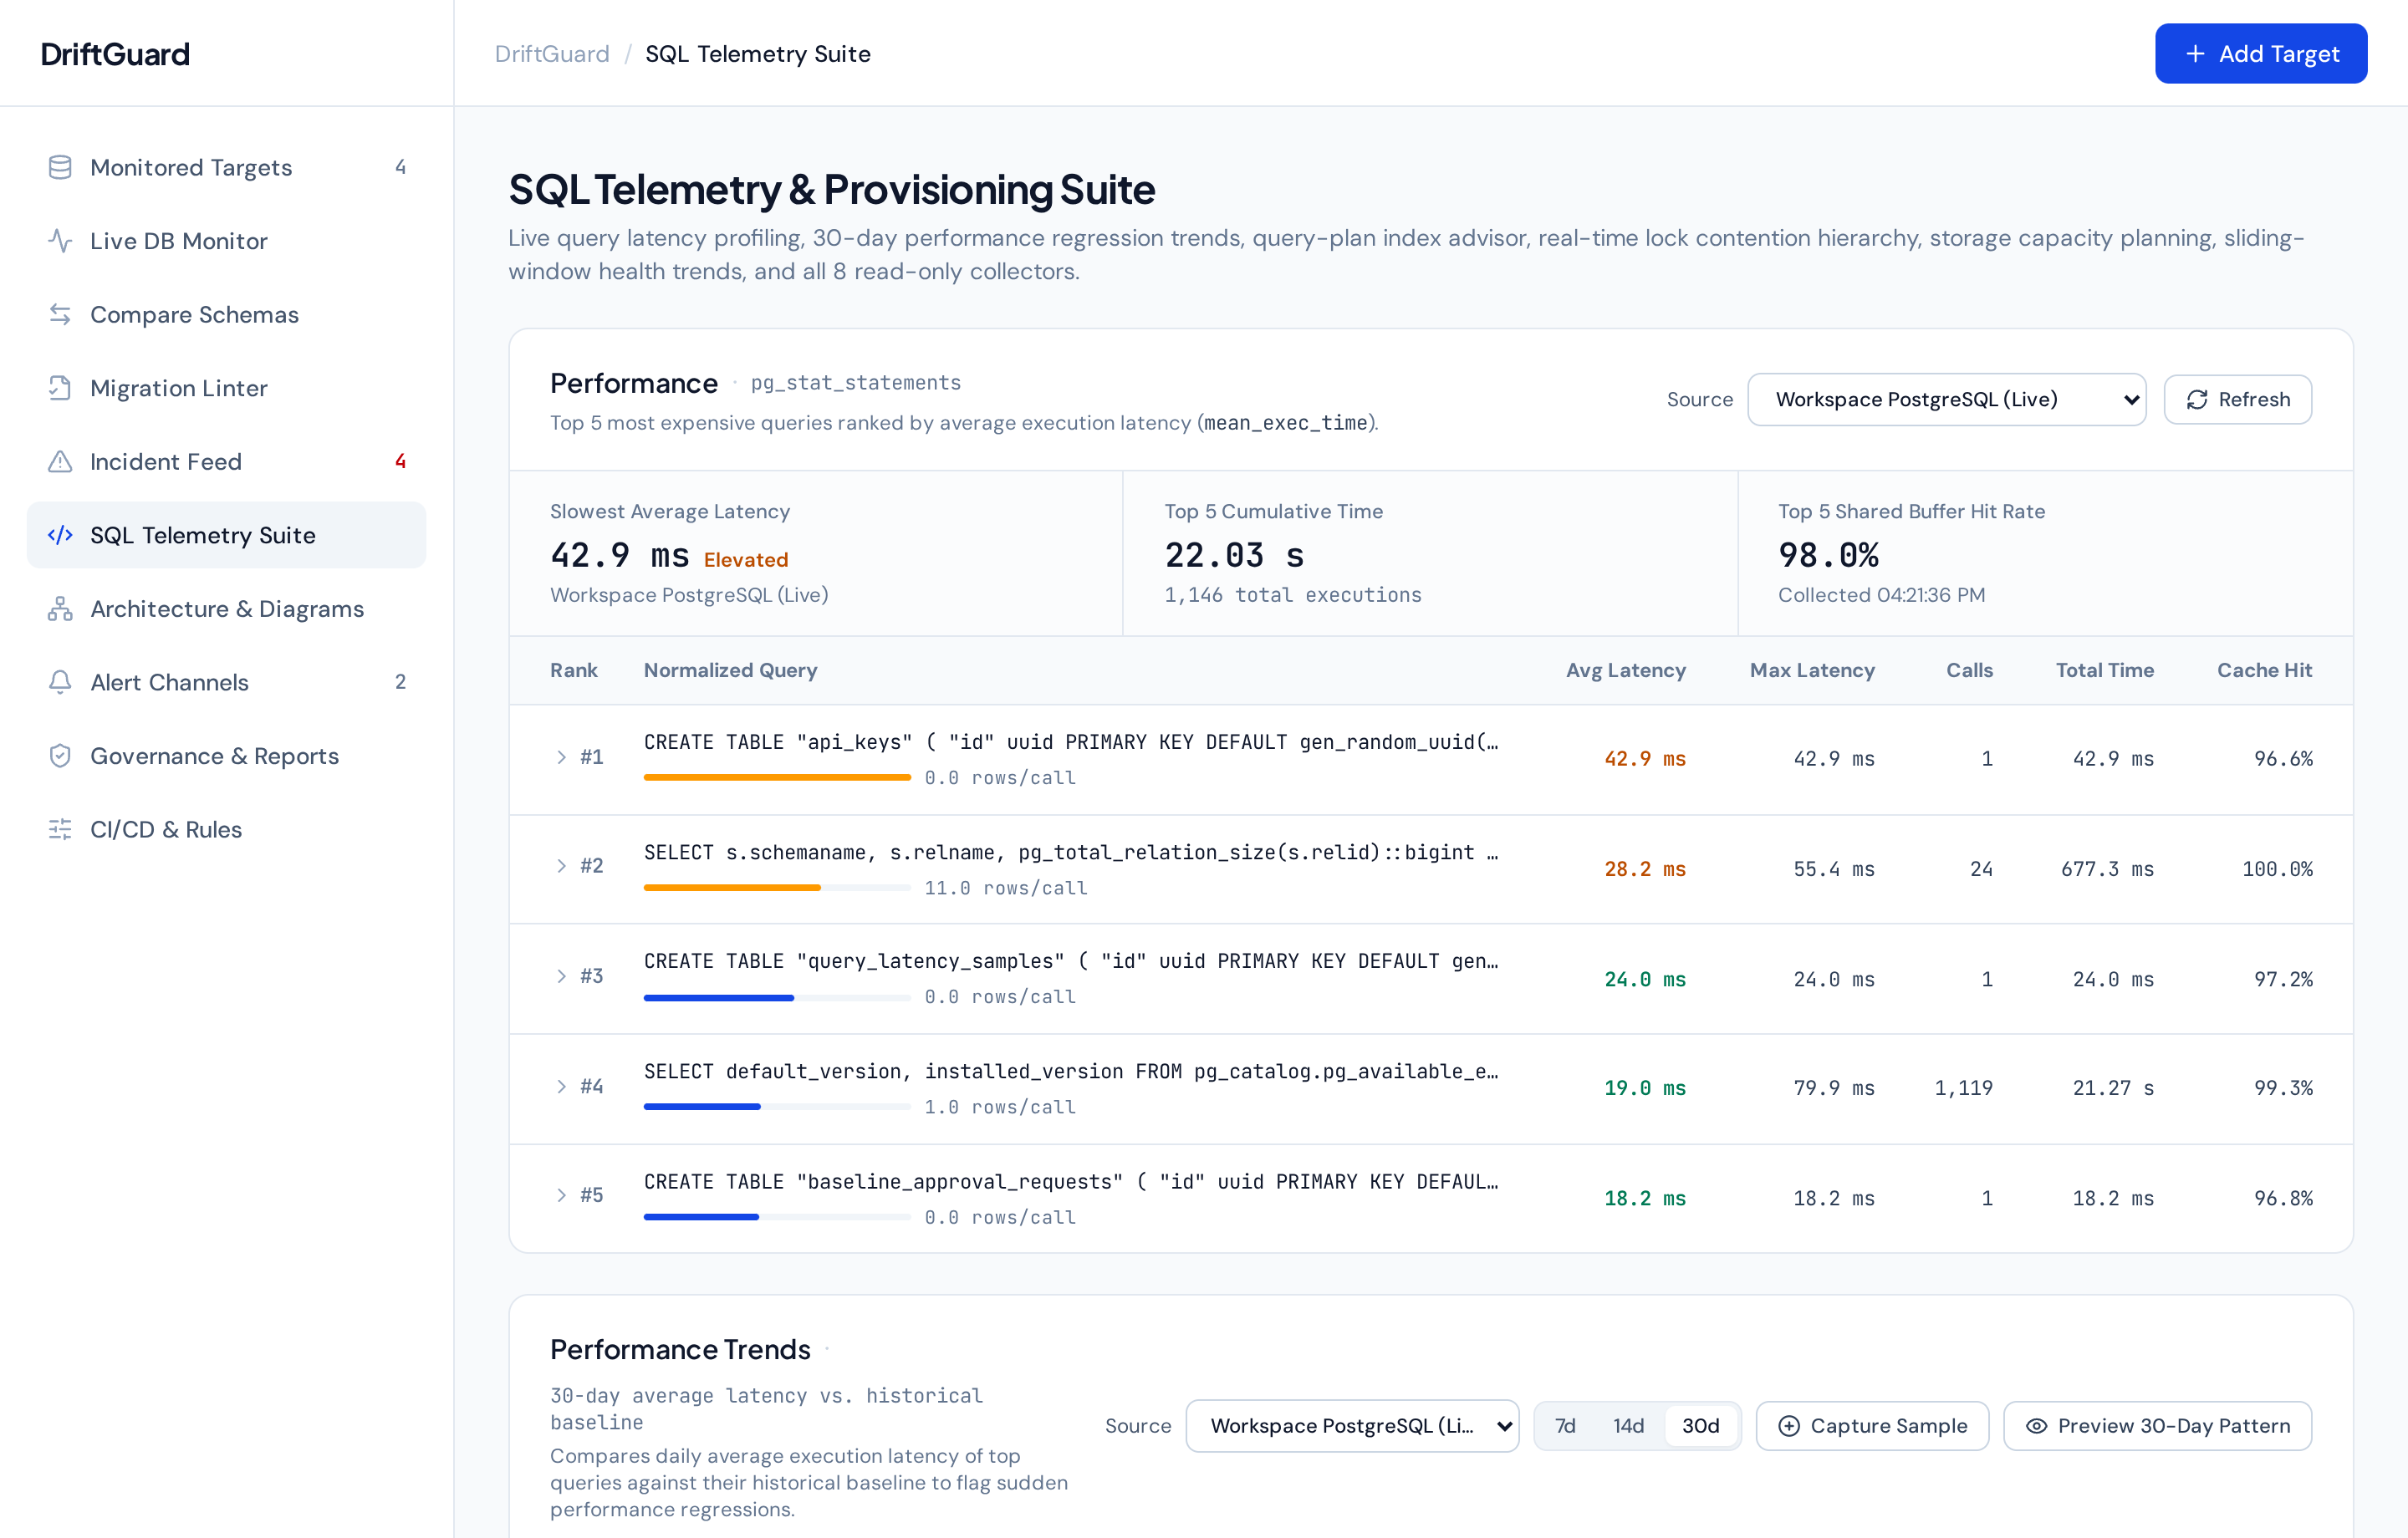 DriftGuard
DriftGuard / SQL Telemetry Suite
+ Add Target
Monitored Targets 4
Live DB Monitor
Compare Schemas
Migration Linter
Incident Feed 4
SQL Telemetry Suite
Architecture & Diagrams
Alert Channels 2
Governance & Reports
CI/CD & Rules
SQL Telemetry & Provisioning Suite
Live query latency profiling, 30-day performance regression trends, query-plan index advisor, real-time lock contention hierarchy, storage capacity planning, sliding-
window health trends, and all 8 read-only collectors.
Performance · pg_stat_statements
Top 5 most expensive queries ranked by average execution latency (mean_exec_time).
Source Workspace PostgreSQL (Live) Refresh
Slowest Average Latency
42.9 ms Elevated
Workspace PostgreSQL (Live)
Top 5 Cumulative Time
22.03 s
1,146 total executions
Top 5 Shared Buffer Hit Rate
98.0%
Collected 04:21:36 PM
Rank Normalized Query Avg Latency Max Latency Calls Total Time Cache Hit
#1 CREATE TABLE "api_keys" ( "id" uuid PRIMARY KEY DEFAULT gen_random_uuid(… 42.9 ms 42.9 ms 1 42.9 ms 96.6%
0.0 rows/call
#2 SELECT s.schemaname, s.relname, pg_total_relation_size(s.relid)::bigint … 28.2 ms 55.4 ms 24 677.3 ms 100.0%
11.0 rows/call
#3 CREATE TABLE "query_latency_samples" ( "id" uuid PRIMARY KEY DEFAULT gen… 24.0 ms 24.0 ms 1 24.0 ms 97.2%
0.0 rows/call
#4 SELECT default_version, installed_version FROM pg_catalog.pg_available_e… 19.0 ms 79.9 ms 1,119 21.27 s 99.3%
1.0 rows/call
#5 CREATE TABLE "baseline_approval_requests" ( "id" uuid PRIMARY KEY DEFAUL… 18.2 ms 18.2 ms 1 18.2 ms 96.8%
0.0 rows/call
Performance Trends ·
30-day average latency vs. historical
baseline
Compares daily average execution latency of top
queries against their historical baseline to flag sudden
performance regressions.
Source Workspace PostgreSQL (Li… 7d 14d 30d Capture Sample Preview 30-Day Pattern